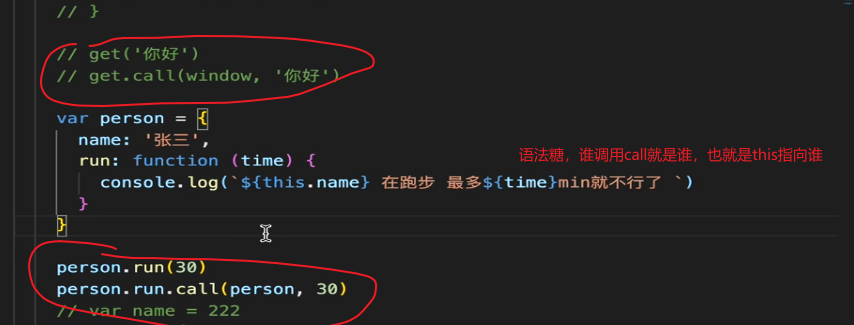 // }
// get('你好')
// get.call(window, '你好')
var person = {
name: '张三',
run: function (time) {
语法糖，谁调用call就是谁，也就是this指向谁
console.log(`${this.name} 在跑步 最多${time}min就不行了 `)
}
}
person.run(30)
person.run.call(person, 30)
// var name = 222